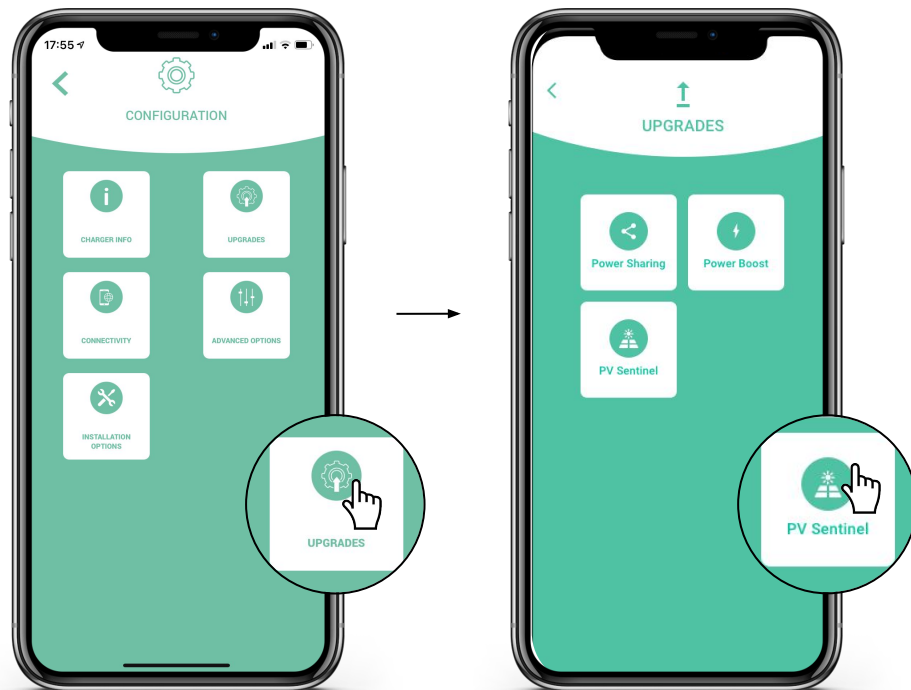 17:55
CONFIGURATION
CHARGER INFO
UPGRADES
CONNECTIVITY
ADVANCED OPTIONS
INSTALLATION
OPTIONS
UPGRADES
UPGRADES
Power Sharing
Power Boost
PV Sentinel
PV Sentinel